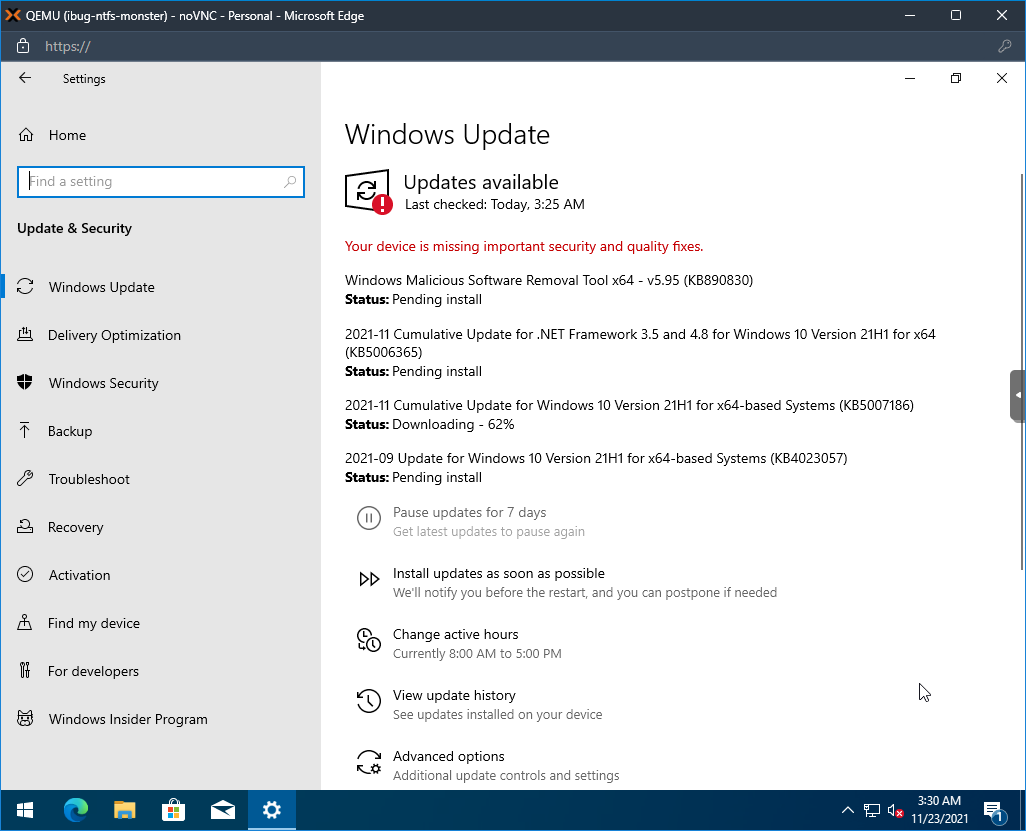 QEMU (ibug-ntfs-monster) - noVNC - Personal - Microsoft Edge
https://
Settings
Home
Find a setting
Update & Security
Windows Update
Delivery Optimization
Windows Security
Backup
Troubleshoot
Recovery
Activation
Find my device
For developers
Windows Insider Program
Windows Update
Updates available
Last checked: Today, 3:25 AM
Your device is missing important security and quality fixes.
Windows Malicious Software Removal Tool x64 - v5.95 (KB890830)
Status: Pending install
2021-11 Cumulative Update for .NET Framework 3.5 and 4.8 for Windows 10 Version 21H1 for x64
(KB5006365)
Status: Pending install
2021-11 Cumulative Update for Windows 10 Version 21H1 for x64-based Systems (KB5007186)
Status: Downloading - 62%
2021-09 Update for Windows 10 Version 21H1 for x64-based Systems (KB4023057)
Status: Pending install
Pause updates for 7 days
Get latest updates to pause again
Install updates as soon as possible
We'll notify you before the restart, and you can postpone if needed
Change active hours
Currently 8:00 AM to 5:00 PM
View update history
See updates installed on your device
Advanced options
Additional update controls and settings
3:30 AM
11/23/2021
1